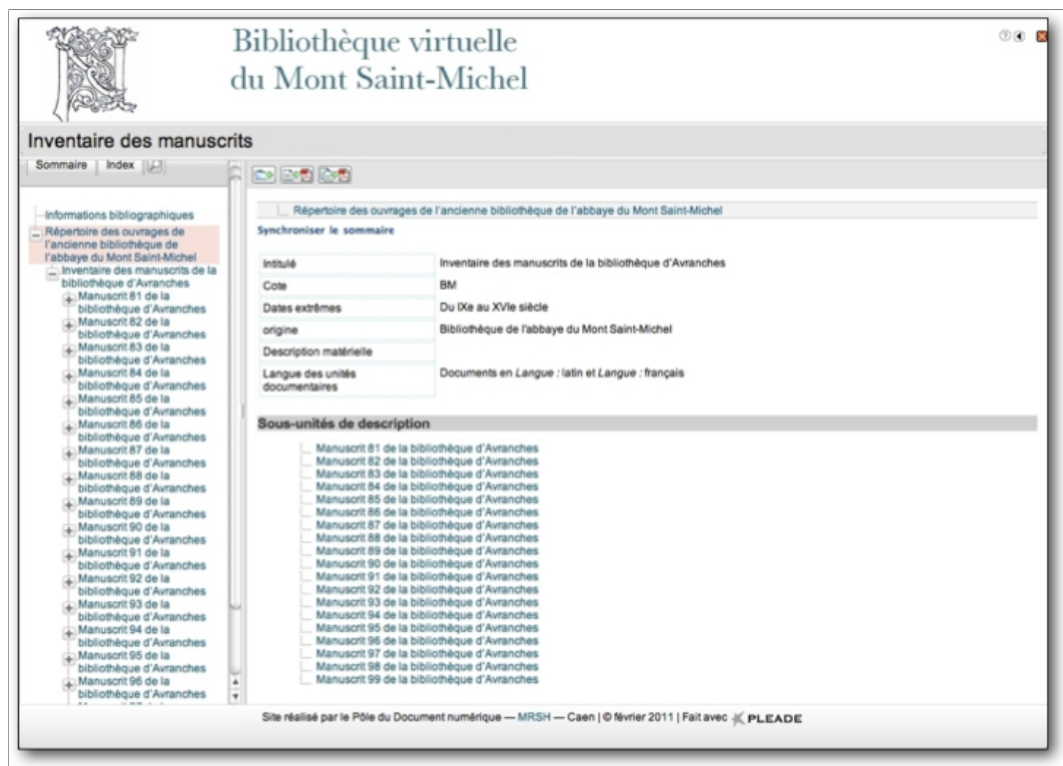 Bibliothèque virtuelle
du Mont Saint-Michel
Inventaire des manuscrits
Sommaire
Index
Informations bibliographiques
Répertoire des ouvrages de
l'ancienne bibliothèque de
l'abbaye du Mont Saint-Michel
Inventaire des manuscrits de la
bibliothèque d'Avranches
Manuscrit 81 de la
bibliothèque d'Avranches
Manuscrit 82 de la
bibliothèque d'Avranches
Manuscrit 83 de la
bibliothèque d'Avranches
Manuscrit 84 de la
bibliothèque d'Avranches
Manuscrit 85 de la
bibliothèque d'Avranches
Manuscrit 86 de la
bibliothèque d'Avranches
Manuscrit 87 de la
bibliothèque d'Avranches
Manuscrit 88 de la
bibliothèque d'Avranches
Manuscrit 89 de la
bibliothèque d'Avranches
Manuscrit 90 de la
bibliothèque d'Avranches
Manuscrit 91 de la
bibliothèque d'Avranches
Manuscrit 92 de la
bibliothèque d'Avranches
Manuscrit 93 de la
bibliothèque d'Avranches
Manuscrit 94 de la
bibliothèque d'Avranches
Manuscrit 95 de la
bibliothèque d'Avranches
Manuscrit 96 de la
bibliothèque d'Avranches
Répertoire des ouvrages de l'ancienne bibliothèque de l'abbaye du Mont Saint-Michel
Synchroniser le sommaire
Intitulé Inventaire des manuscrits de la bibliothèque d'Avranches
Cote BM
Dates extrêmes Du IXe au XVIe siècle
origine Bibliothèque de l'abbaye du Mont Saint-Michel
Description matérielle
Langue des unités documentaires Documents en Langue : latin et Langue : français
Sous-unités de description
Manuscrit 81 de la bibliothèque d'Avranches
Manuscrit 82 de la bibliothèque d'Avranches
Manuscrit 83 de la bibliothèque d'Avranches
Manuscrit 84 de la bibliothèque d'Avranches
Manuscrit 85 de la bibliothèque d'Avranches
Manuscrit 86 de la bibliothèque d'Avranches
Manuscrit 87 de la bibliothèque d'Avranches
Manuscrit 88 de la bibliothèque d'Avranches
Manuscrit 89 de la bibliothèque d'Avranches
Manuscrit 90 de la bibliothèque d'Avranches
Manuscrit 91 de la bibliothèque d'Avranches
Manuscrit 92 de la bibliothèque d'Avranches
Manuscrit 93 de la bibliothèque d'Avranches
Manuscrit 94 de la bibliothèque d'Avranches
Manuscrit 95 de la bibliothèque d'Avranches
Manuscrit 96 de la bibliothèque d'Avranches
Manuscrit 97 de la bibliothèque d'Avranches
Manuscrit 98 de la bibliothèque d'Avranches
Manuscrit 99 de la bibliothèque d'Avranches
Site réalisé par le Pôle du Document numérique — MRSH — Caen | © février 2011 | Fait avec PLEADE